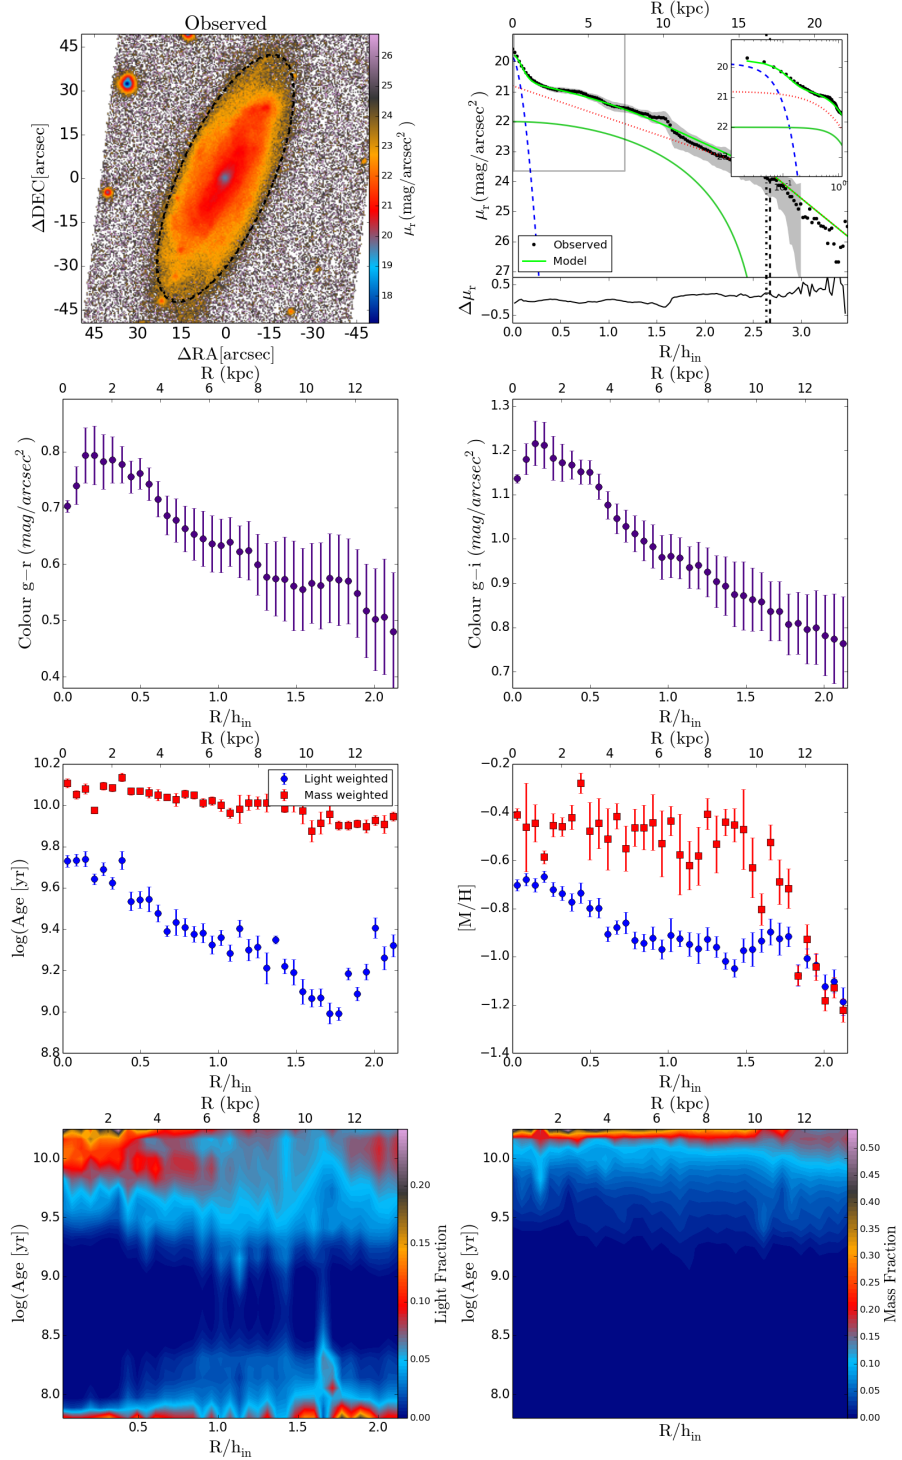 Observed
45
30
15
0
-15
-30
-45
ΔDEC[arcsec]
45 30 15 0 -15 -30 -45
ΔRA[arcsec]
26
25
24
23
22
21
20
19
18
μr(mag/arcsec²)
R (kpc)
0 5 10 15 20
20
21
22
23
24
25
26
27
μr(mag/arcsec²)
Observed
Model
20
21
22
10⁰
0.5
−0.5
Δμr
0.0 0.5 1.0 1.5 2.0 2.5 3.0
R/hin
R (kpc)
0 2 4 6 8 10 12
0.8
0.7
0.6
0.5
0.4
Colour g−r (mag/arcsec²)
0.0 0.5 1.0 1.5 2.0
R/hin
R (kpc)
0 2 4 6 8 10 12
1.3
1.2
1.1
1.0
0.9
0.8
0.7
Colour g−i (mag/arcsec²)
0.0 0.5 1.0 1.5 2.0
R/hin
R (kpc)
0 2 4 6 8 10 12
10.2
10.0
9.8
9.6
9.4
9.2
9.0
8.8
log(Age [yr])
Light weighted
Mass weighted
0.0 0.5 1.0 1.5 2.0
R/hin
R (kpc)
0 2 4 6 8 10 12
−0.2
−0.4
−0.6
−0.8
−1.0
−1.2
−1.4
[M/H]
0.0 0.5 1.0 1.5 2.0
R/hin
R (kpc)
2 4 6 8 10 12
10.0
9.5
9.0
8.5
8.0
log(Age [yr])
0.5 1.0 1.5 2.0
R/hin
0.20
0.15
0.10
0.05
0.00
Light Fraction
R (kpc)
2 4 6 8 10 12
10.0
9.5
9.0
8.5
8.0
log(Age [yr])
R/hin
0.50
0.45
0.40
0.35
0.30
0.25
0.20
0.15
0.10
0.05
0.00
Mass Fraction